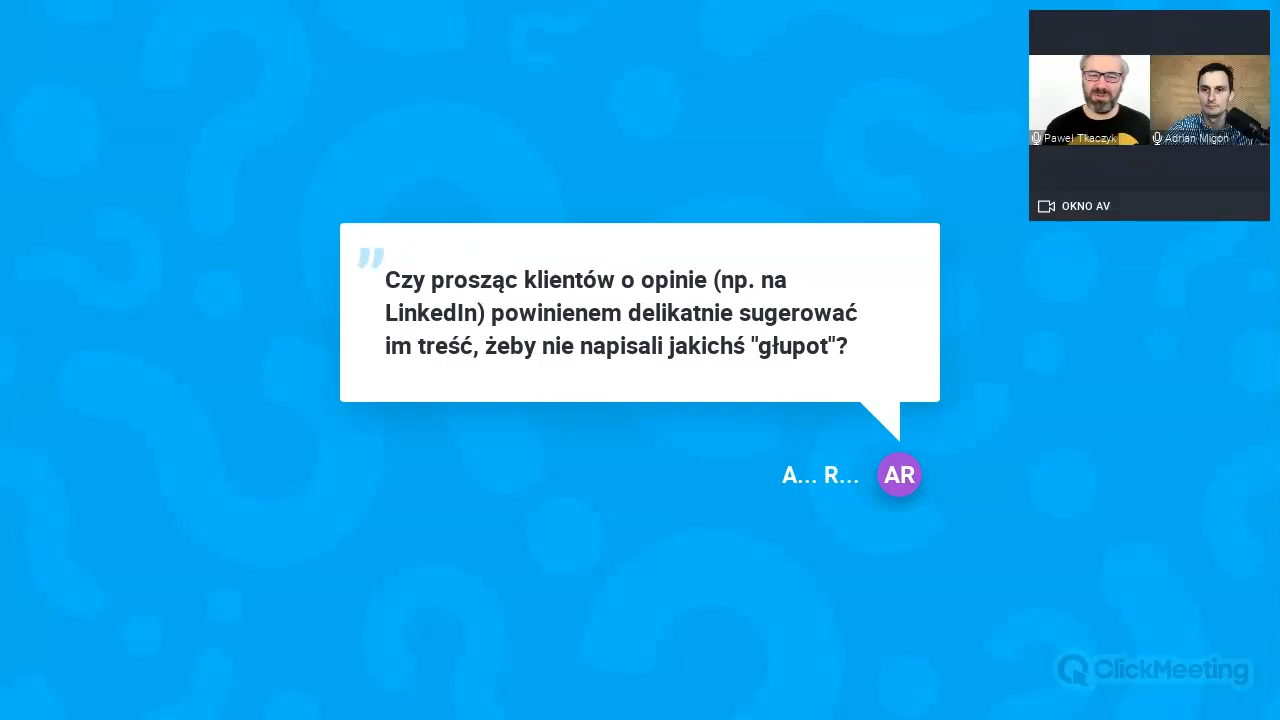 Paweł Tkaczyk
Adrian Migoń
OKNO AV
"
Czy prosząc klientów o opinie (np. na
LinkedIn) powinienem delikatnie sugerować
im treść, żeby nie napisali jakichś "głupot"?
A... R...
AR
ClickMeeting